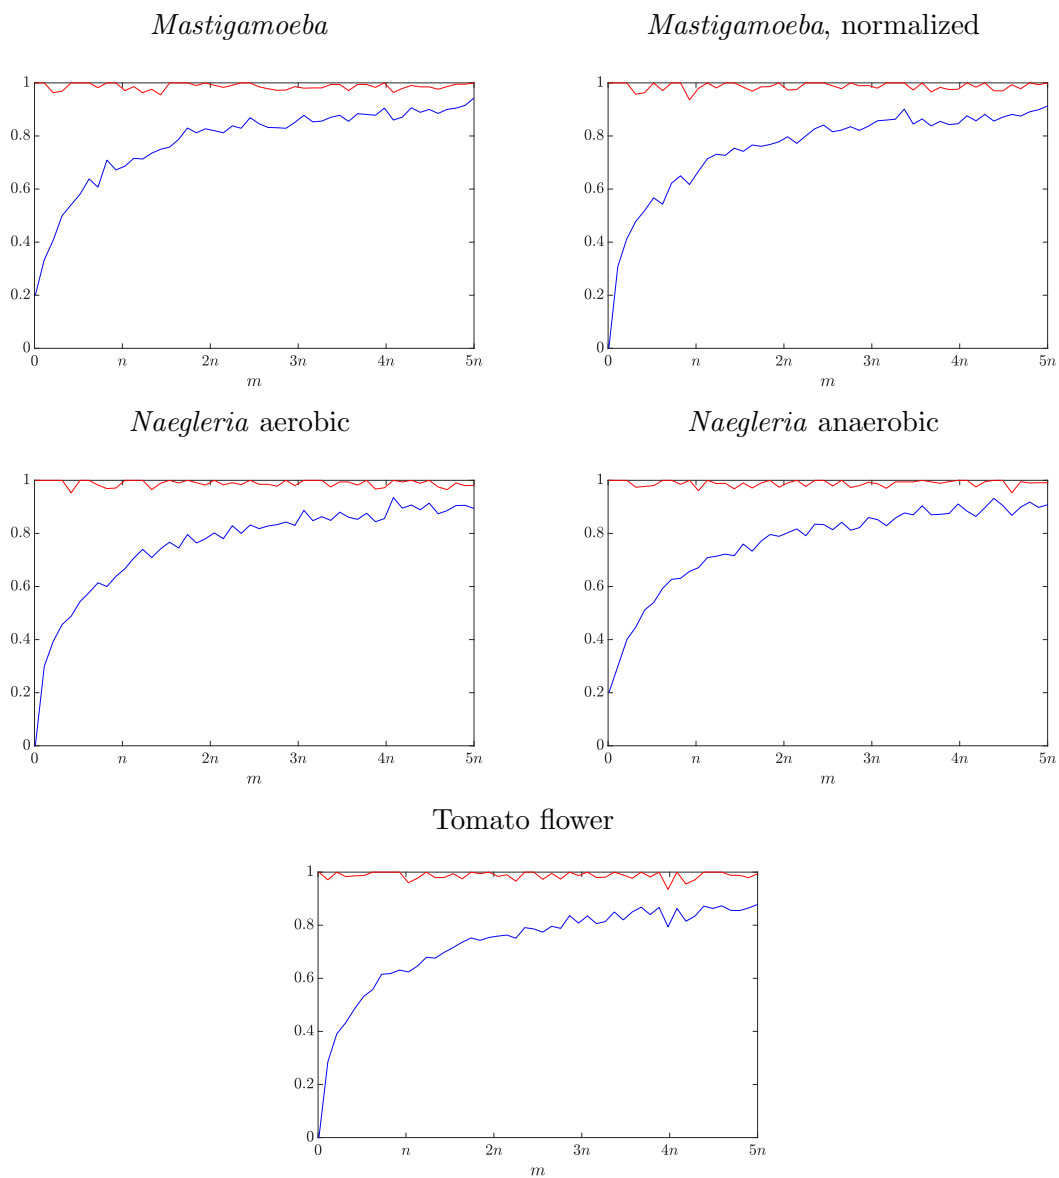 Mastigamoeba
Mastigamoeba, normalized
1
0.8
0.6
0.4
0.2
0
0 n 2n 3n 4n 5n
m
1
0.8
0.6
0.4
0.2
0
0 n 2n 3n 4n 5n
m
Naegleria aerobic
Naegleria anaerobic
1
0.8
0.6
0.4
0.2
0
0 n 2n 3n 4n 5n
m
1
0.8
0.6
0.4
0.2
0
0 n 2n 3n 4n 5n
m
Tomato flower
1
0.8
0.6
0.4
0.2
0
0 n 2n 3n 4n 5n
m